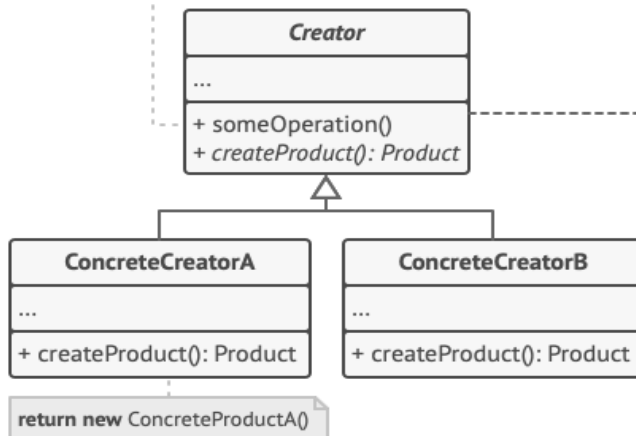 Creator
...
+ someOperation()
+ createProduct(): Product
ConcreteCreatorA
...
+ createProduct(): Product
ConcreteCreatorB
...
+ createProduct(): Product
return new ConcreteProductA()